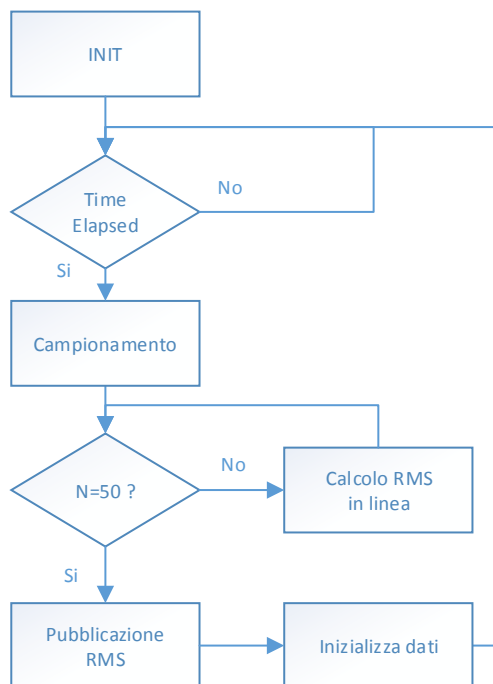 INIT
Time
Elapsed
No
Si
Campionamento
N=50 ?
No
Calcolo RMS
in linea
Si
Pubblicazione
RMS
Inizializza dati